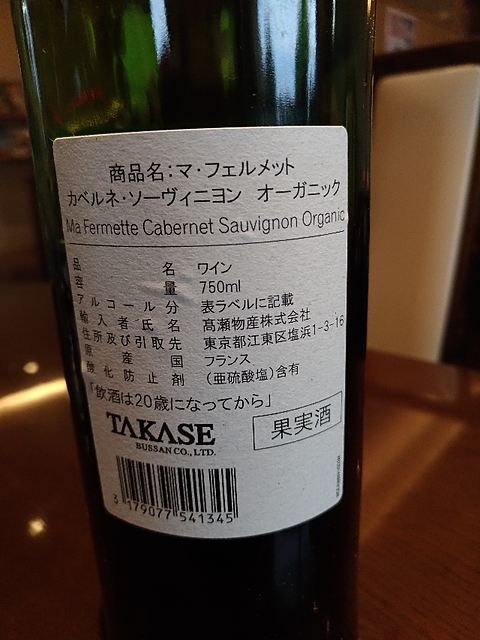 商品名:マ・フェルメット
カベルネ・ソーヴィニヨン オーガニック
Ma Fermette Cabernet Sauvignon Organic
品名 ワイン
容量 750ml
アルコール分 表ラベルに記載
輸入者氏名 髙瀬物産株式会社
住所及び引取先 東京都江東区塩浜1-3-16
原産国 フランス
酸化防止剤 (亜硫酸塩)含有
「飲酒は20歳になってから」
TAKASE
BUSSAN CO., LTD.
果実酒
3 179077 541345